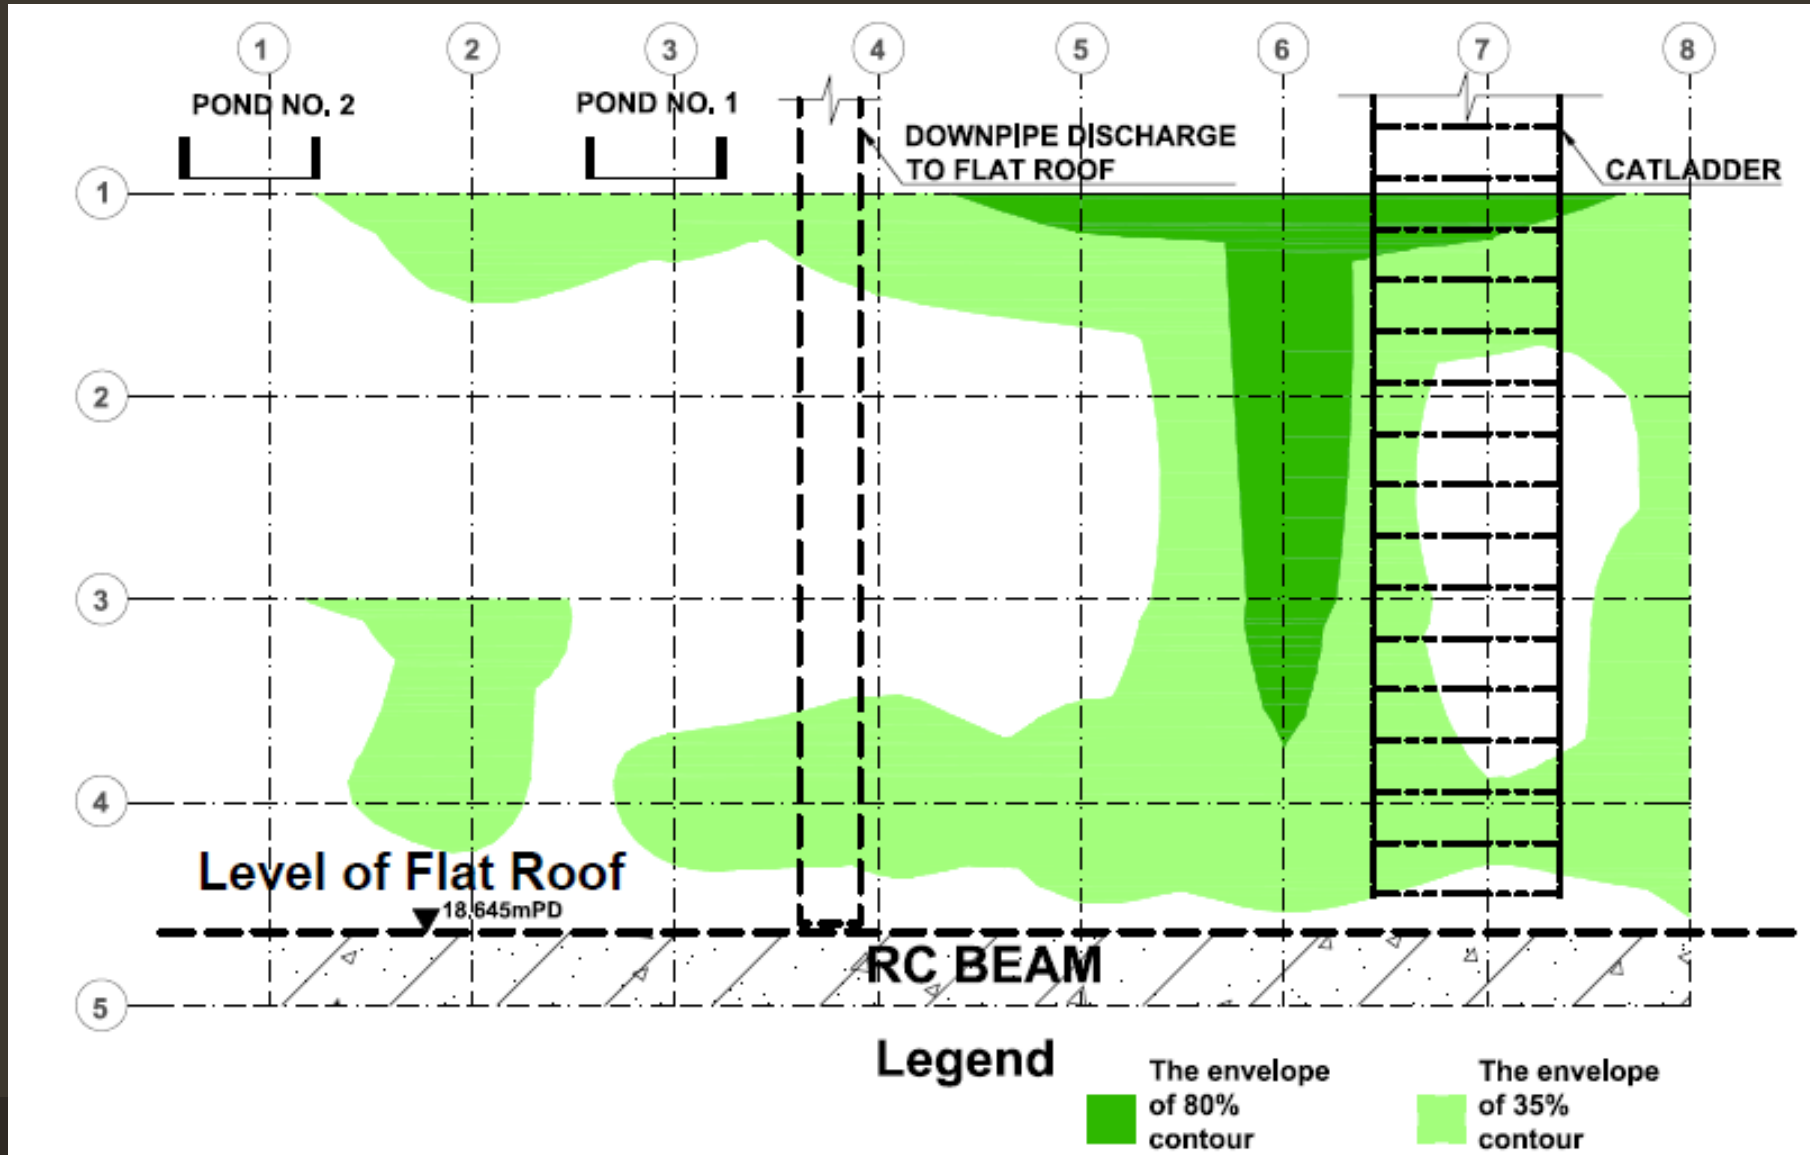 1 2 3 4 5 6 7 8
POND NO. 2
POND NO. 1
DOWNPIPE DISCHARGE
TO FLAT ROOF
CATLADDER
1
2
3
4
Level of Flat Roof
18.645mPD
RC BEAM
5
Legend
The envelope
of 80%
contour
The envelope
of 35%
contour